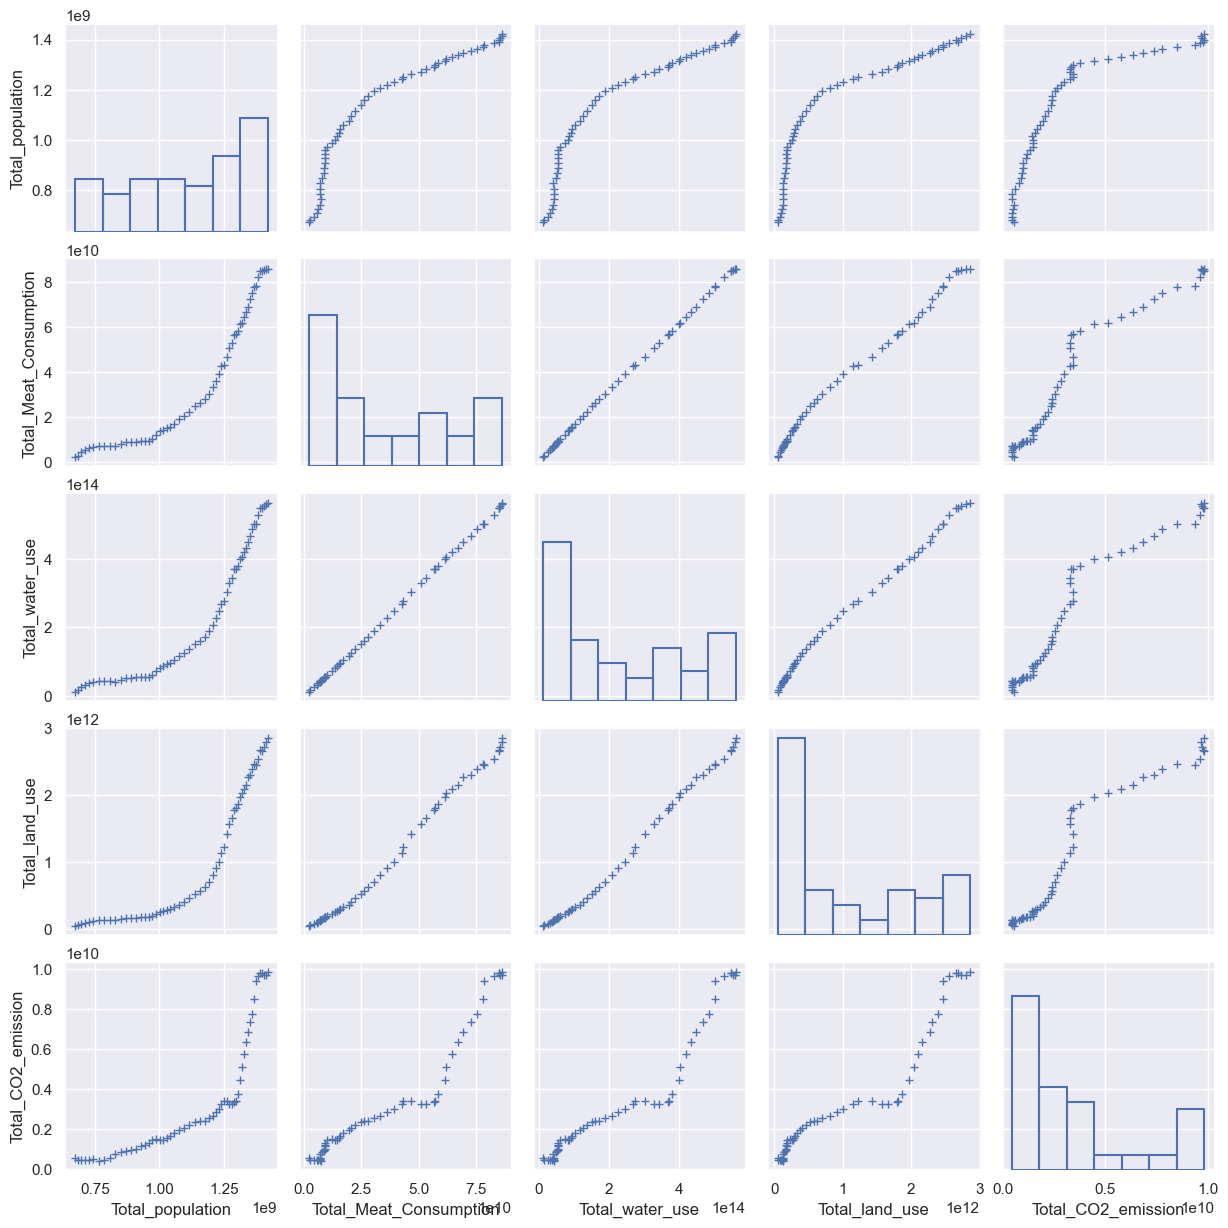 1e9
1.4
1.2
1.0
0.8
Total_population
1e10
8
6
4
2
0
Total_Meat_Consumption
1e14
4
2
0
Total_water_use
1e12
3
2
1
0
Total_land_use
1e10
1.0
0.8
0.6
0.4
0.2
0.0
Total_CO2_emission
0.75 1.00 1.25 0.0 2.5 5.0 7.5 0 2 4 0 1 2 3 0.0 0.5 1.0
Total_population 1e9 Total_Meat_Consumption 1e10 Total_water_use 1e14 Total_land_use 1e12 Total_CO2_emission 1e10